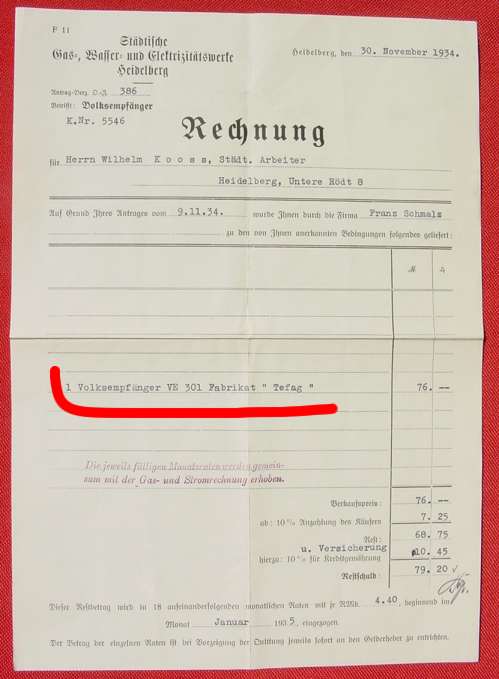 F 11
Städtische
Gas-, Wasser- und Elektrizitätswerke
Heidelberg
Heidelberg, den 30. November 1934.
Antrag-Verz. O.-Z. 386
Betrifft: Volksempfänger
K.Nr. 5546
Rechnung
für Herrn Wilhelm K o o s s, Städt. Arbeiter
Heidelberg, Untere Rödt 8
Auf Grund Ihres Antrages vom 9.11.34. wurde Ihnen durch die Firma Frans Schmalz
zu den von Ihnen anerkannten Bedingungen folgendes geliefert:
1 Volksempfänger VE 301 Fabrikat " Tefag " 76. --
Die jeweils fälligen Monatsraten werden gemein-
sam mit der Gas- und Stromrechnung erhoben.
Verkaufspreis: 76. --
ab: 10 % Anzahlung des Käufers 7. 25
Rest: 68. 75
u. Versicherung
hierzu: 10 % für Kreditgewährung 10. 45
Restschuld: 79. 20
Dieser Restbetrag wird in 18 aufeinanderfolgenden monatlichen Raten mit je RMk. 4.40, beginnend im
Monat Januar 1935, eingezogen.
Der Betrag der einzelnen Raten ist bei Vorzeigung der Quittung jeweils sofort an den Gelderheber zu entrichten.